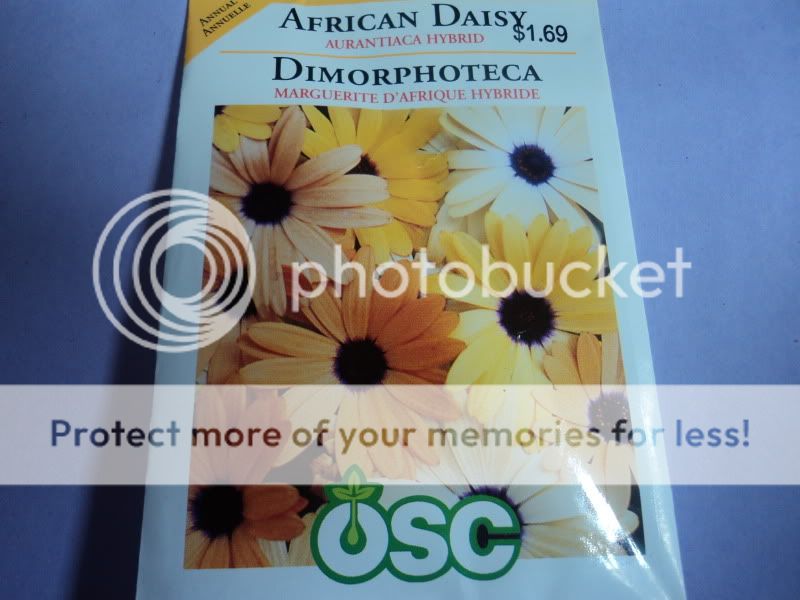 ANNUAL
ANNUELLE
AFRICAN DAISY
$1.69
AURANTIACA HYBRID
DIMORPHOTECA
MARGUERITE D'AFRIQUE HYBRIDE
photobucket
Protect more of your memories for less!
OSC